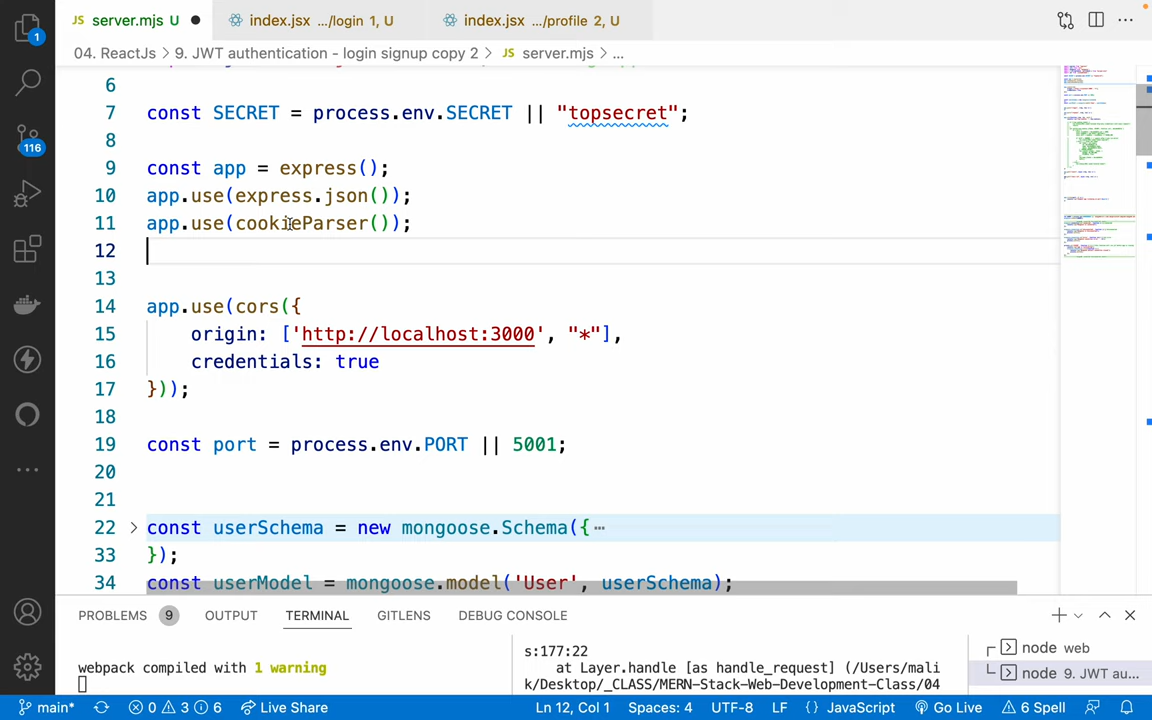 server.mjs U
index.jsx .../login 1, U
index.jsx .../profile 2, U
04. ReactJs > 9. JWT authentication - login signup copy 2 > JS server.mjs > ...
6
7 const SECRET = process.env.SECRET || "topsecret";
8
9 const app = express();
10 app.use(express.json());
11 app.use(cookieParser());
12
13
14 app.use(cors({
15 origin: ['http://localhost:3000', "*"],
16 credentials: true
17 }));
18
19 const port = process.env.PORT || 5001;
20
21
22 const userSchema = new mongoose.Schema({
33 });
34 const userModel = mongoose.model('User', userSchema);
1
116
PROBLEMS 9 OUTPUT TERMINAL GITLENS DEBUG CONSOLE
webpack compiled with 1 warning
s:177:22
at Layer.handle [as handle_request] (/Users/mali
k/Desktop/_CLASS/MERN-Stack-Web-Development-Class/04
node web
node 9. JWT au...
main* 0 3 6 Live Share Ln 12, Col 1 Spaces: 4 UTF-8 LF {} JavaScript Go Live 6 Spell